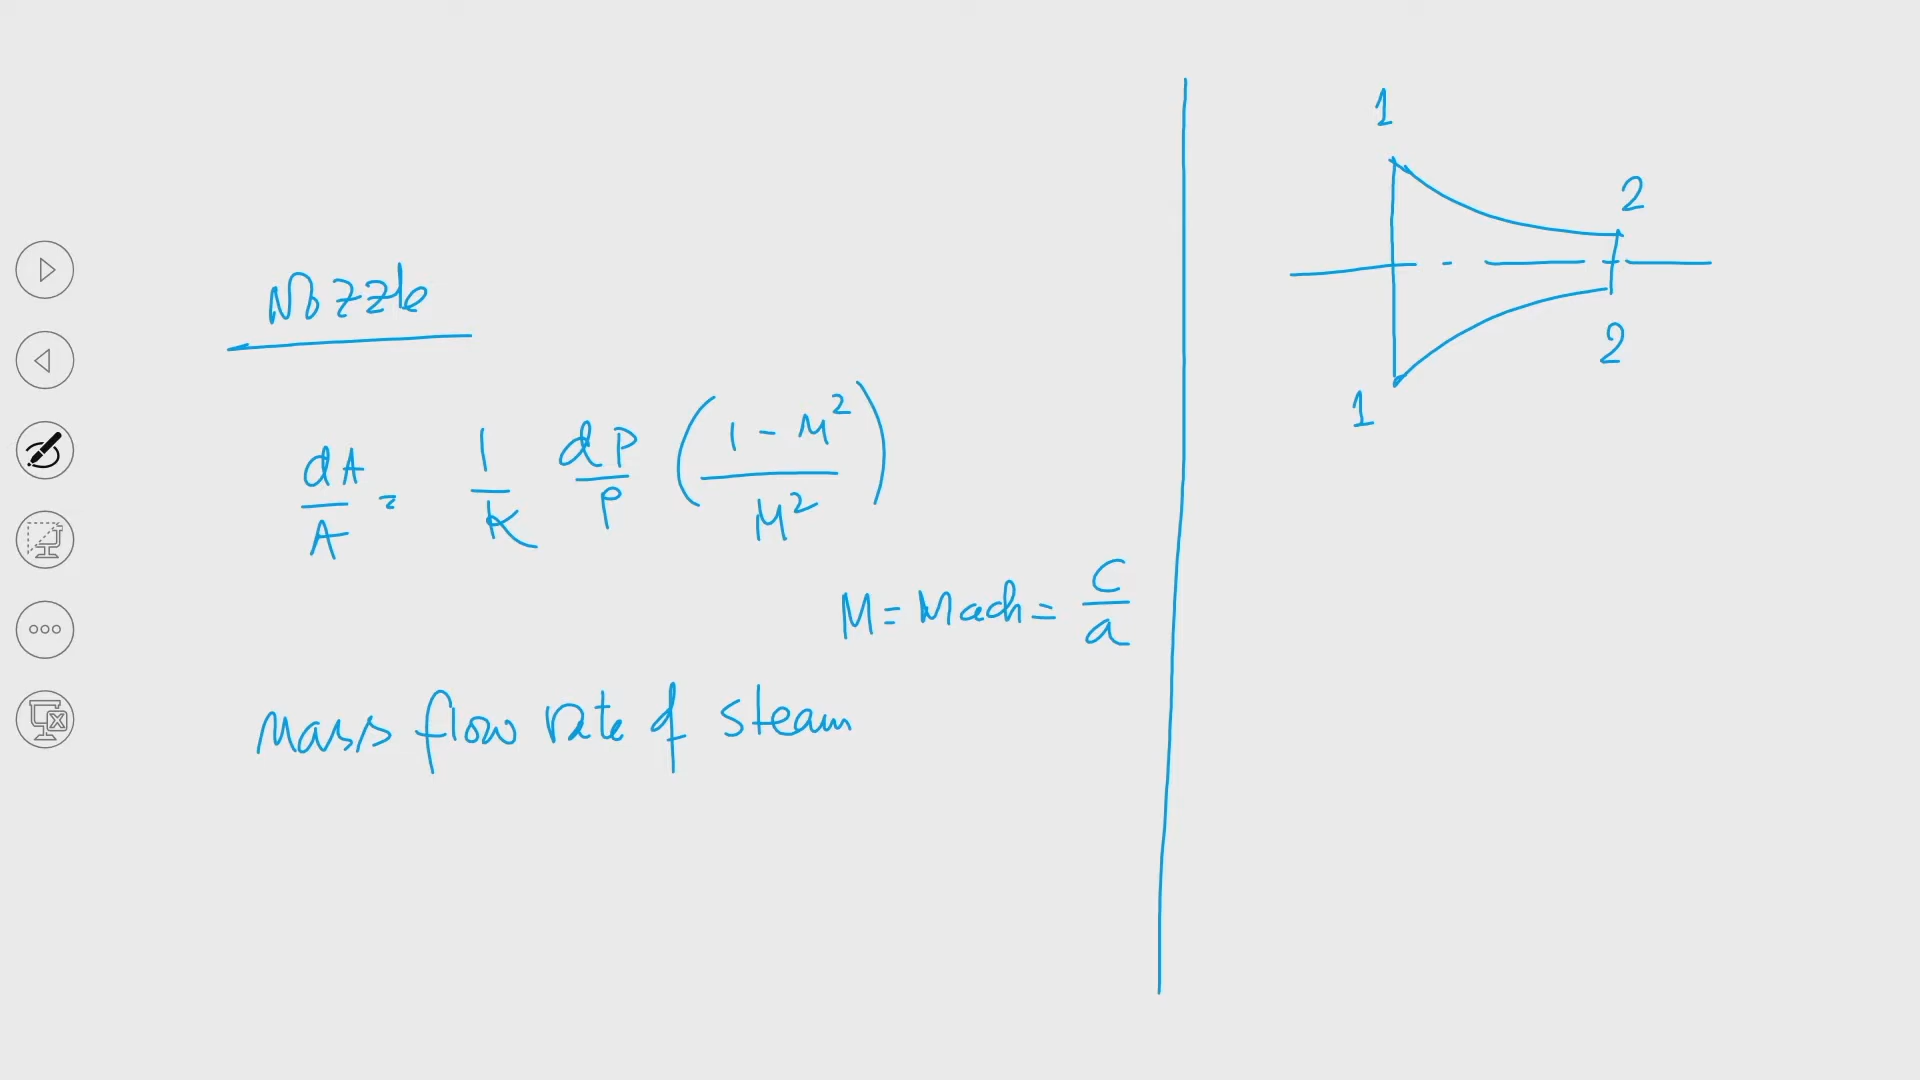 Nozzle
dA/A = 1/K dP/P ((1 - M²)/M²)
M = Mach = C/a
Mass flow rate of steam
1
2
2
1